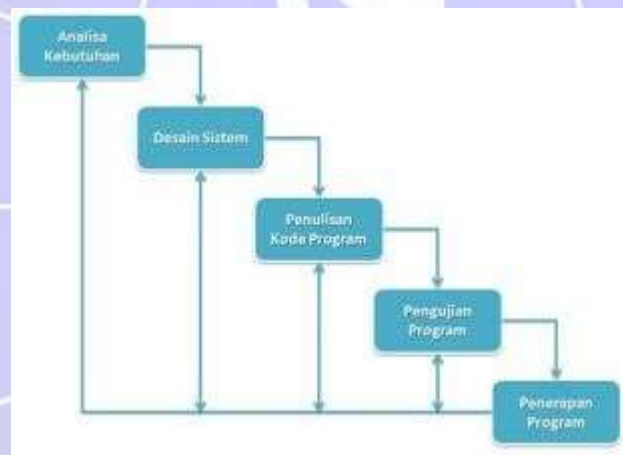 Analisa
Kebutuhan
Desain Sistem
Penulisan
Kode Program
Pengujian
Program
Penerapan
Program